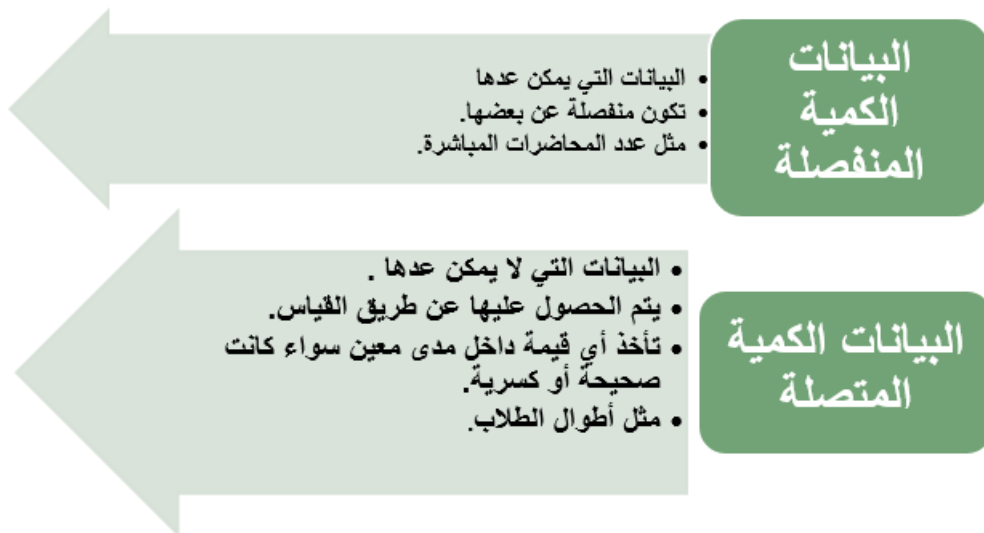 البيانات
الكمية
المنفصلة
• البيانات التي يمكن عدها
• تكون منفصلة عن بعضها.
• مثل عدد المحاضرات المباشرة.
البيانات الكمية
المتصلة
• البيانات التي لا يمكن عدها .
• يتم الحصول عليها عن طريق القياس.
• تأخذ أي قيمة داخل مدى معين سواء كانت
صحيحة أو كسرية.
• مثل أطوال الطلاب.